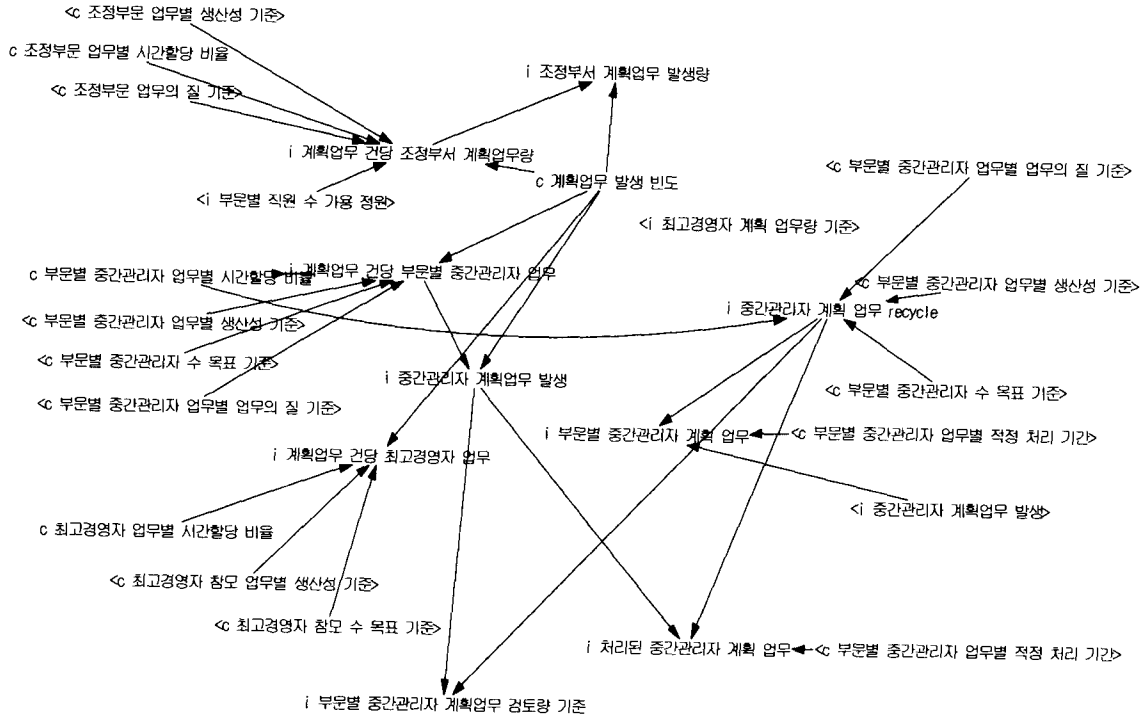 <c 조정부문 업무별 생산성 기준>
c 조정부문 업무별 시간할당 비율
i 조정부서 계획업무 발생량
<c 조정부문 업무의 질 기준>
i 계획업무 건당 조정부서 계획업무량
<c 부문별 중간관리자 업무별 업무의 질 기준>
c 계획업무 발생 빈도
<i 부문별 직원 수 가용 정원>
<i 최고경영자 계획 업무량 기준>
c 부문별 중간관리자 업무별 시간할당 비율
i 계획업무 건당 부문별 중간관리자 업무
<c 부문별 중간관리자 업무별 생산성 기준>
i 중간관리자 계획 업무 recycle
<c 부문별 중간관리자 업무별 생산성 기준>
<c 부문별 중간관리자 수 목표 기준>
i 중간관리자 계획업무 발생
<c 부문별 중간관리자 수 목표 기준>
<c 부문별 중간관리자 업무별 업무의 질 기준>
i 부문별 중간관리자 계획 업무
<c 부문별 중간관리자 업무별 적정 처리 기간>
i 계획업무 건당 최고경영자 업무
<i 중간관리자 계획업무 발생>
c 최고경영자 업무별 시간할당 비율
<c 최고경영자 참모 업무별 생산성 기준>
<c 최고경영자 참모 수 목표 기준>
i 처리된 중간관리자 계획 업무
<c 부문별 중간관리자 업무별 적정 처리 기간>
i 부문별 중간관리자 계획업무 검토량 기준